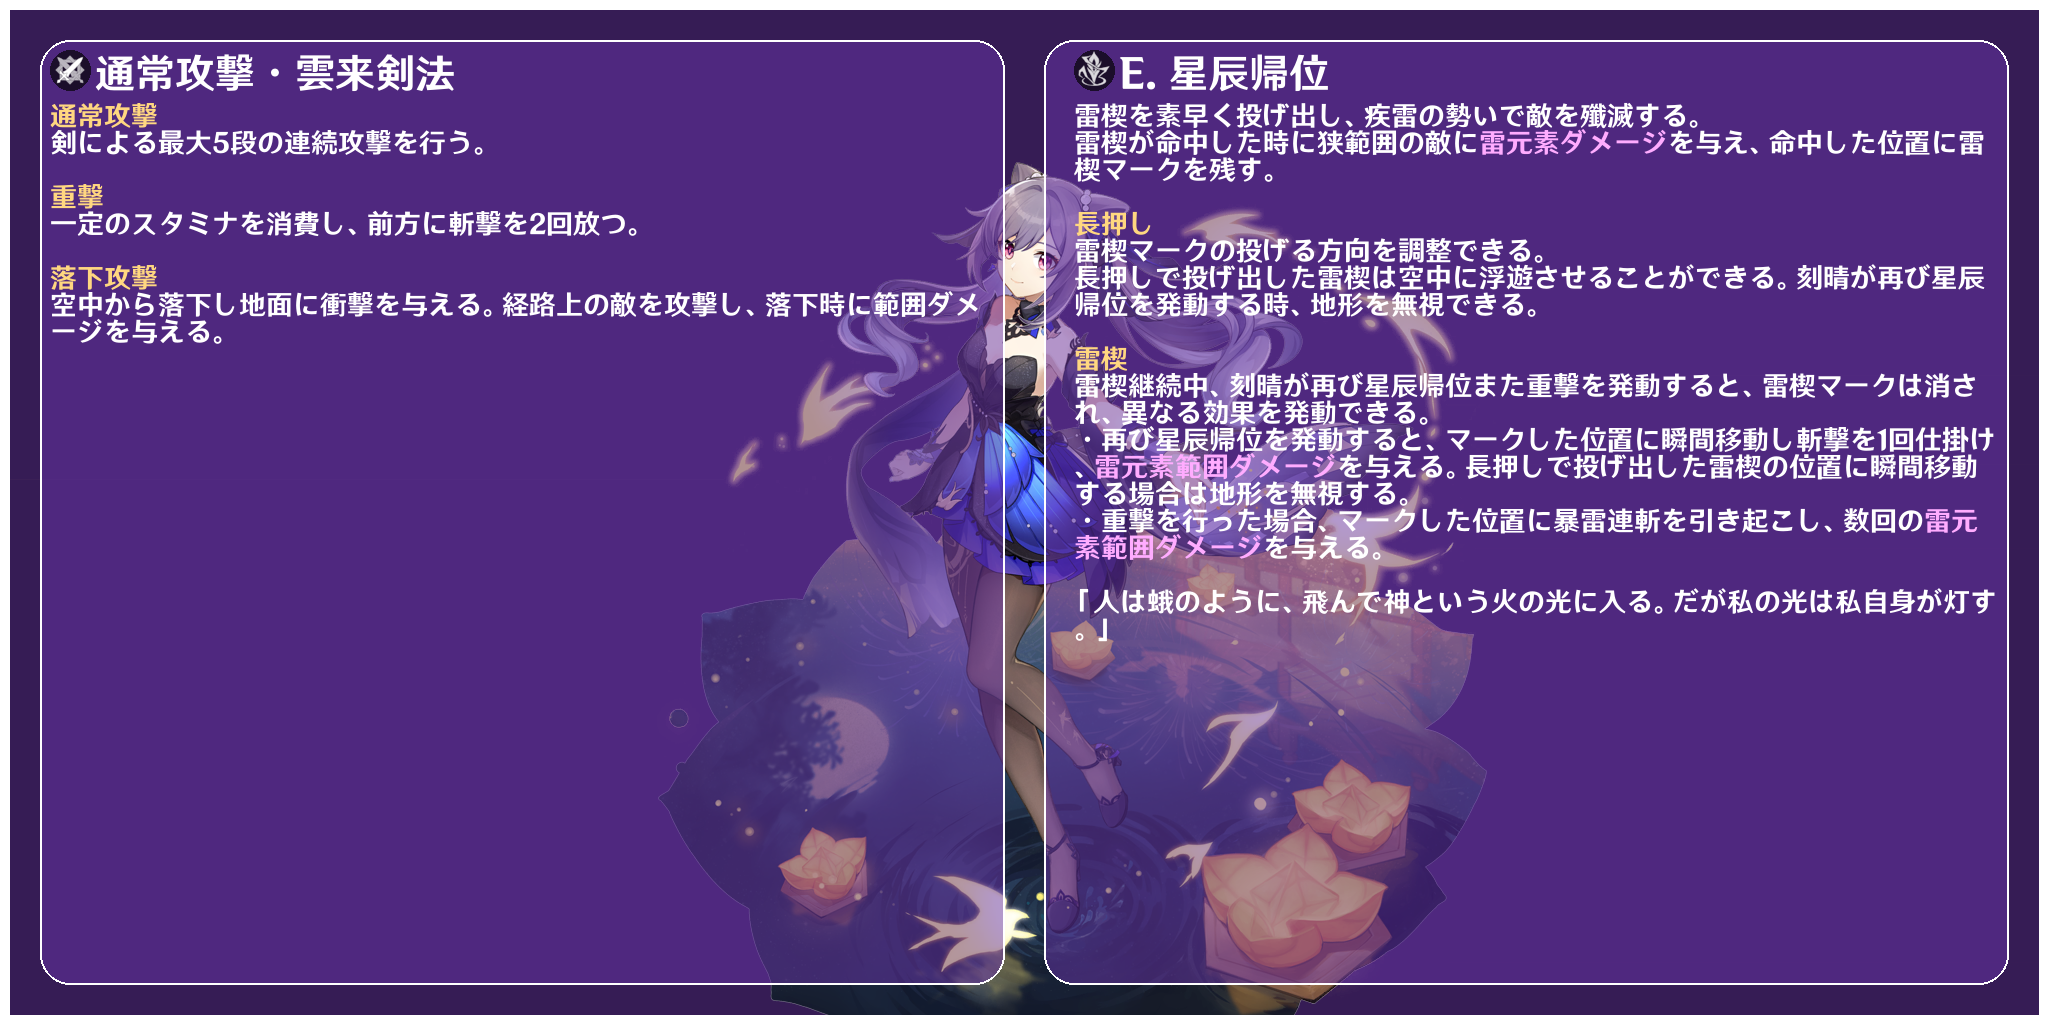 通常攻撃・雲来剣法
通常攻撃
剣による最大5段の連続攻撃を行う。
重撃
一定のスタミナを消費し、前方に斬撃を2回放つ。
落下攻撃
空中から落下し地面に衝撃を与える。経路上の敵を攻撃し、落下時に範囲ダメ
ージを与える。
E. 星辰帰位
雷楔を素早く投げ出し、疾雷の勢いで敵を殲滅する。
雷楔が命中した時に狭範囲の敵に雷元素ダメージを与え、命中した位置に雷
楔マークを残す。
長押し
雷楔マークの投げる方向を調整できる。
長押しで投げ出した雷楔は空中に浮遊させることができる。刻晴が再び星辰
帰位を発動する時、地形を無視できる。
雷楔
雷楔継続中、刻晴が再び星辰帰位また重撃を発動すると、雷楔マークは消さ
れ、異なる効果を発動できる。
・再び星辰帰位を発動すると、マークした位置に瞬間移動し斬撃を1回仕掛け
、雷元素範囲ダメージを与える。長押しで投げ出した雷楔の位置に瞬間移動
する場合は地形を無視する。
・重撃を行った場合、マークした位置に暴雷連斬を引き起こし、数回の雷元
素範囲ダメージを与える。
「人は蛾のように、飛んで神という火の光に入る。だが私の光は私自身が灯す
。」